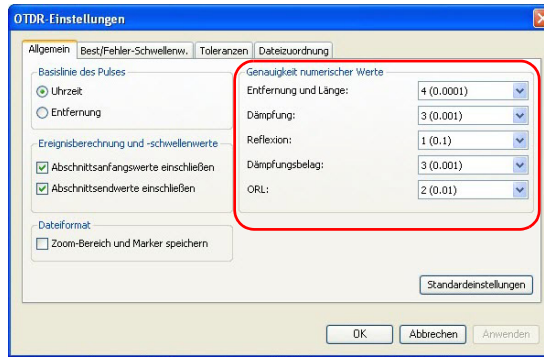 OTDR-Einstellungen
Allgemein Best/Fehler-Schwellenw. Toleranzen Dateizuordnung
Basislinie des Pulses
Uhrzeit
Entfernung
Ereignisberechnung und -schwellenwerte
Abschnittsanfangswerte einschließen
Abschnittsendwerte einschließen
Dateiformat
Zoom-Bereich und Marker speichern
Genauigkeit numerischer Werte
Entfernung und Länge: 4 (0.0001)
Dämpfung: 3 (0.001)
Reflexion: 1 (0.1)
Dämpfungsbelag: 3 (0.001)
ORL: 2 (0.01)
Standardeinstellungen
OK Abbrechen Anwenden